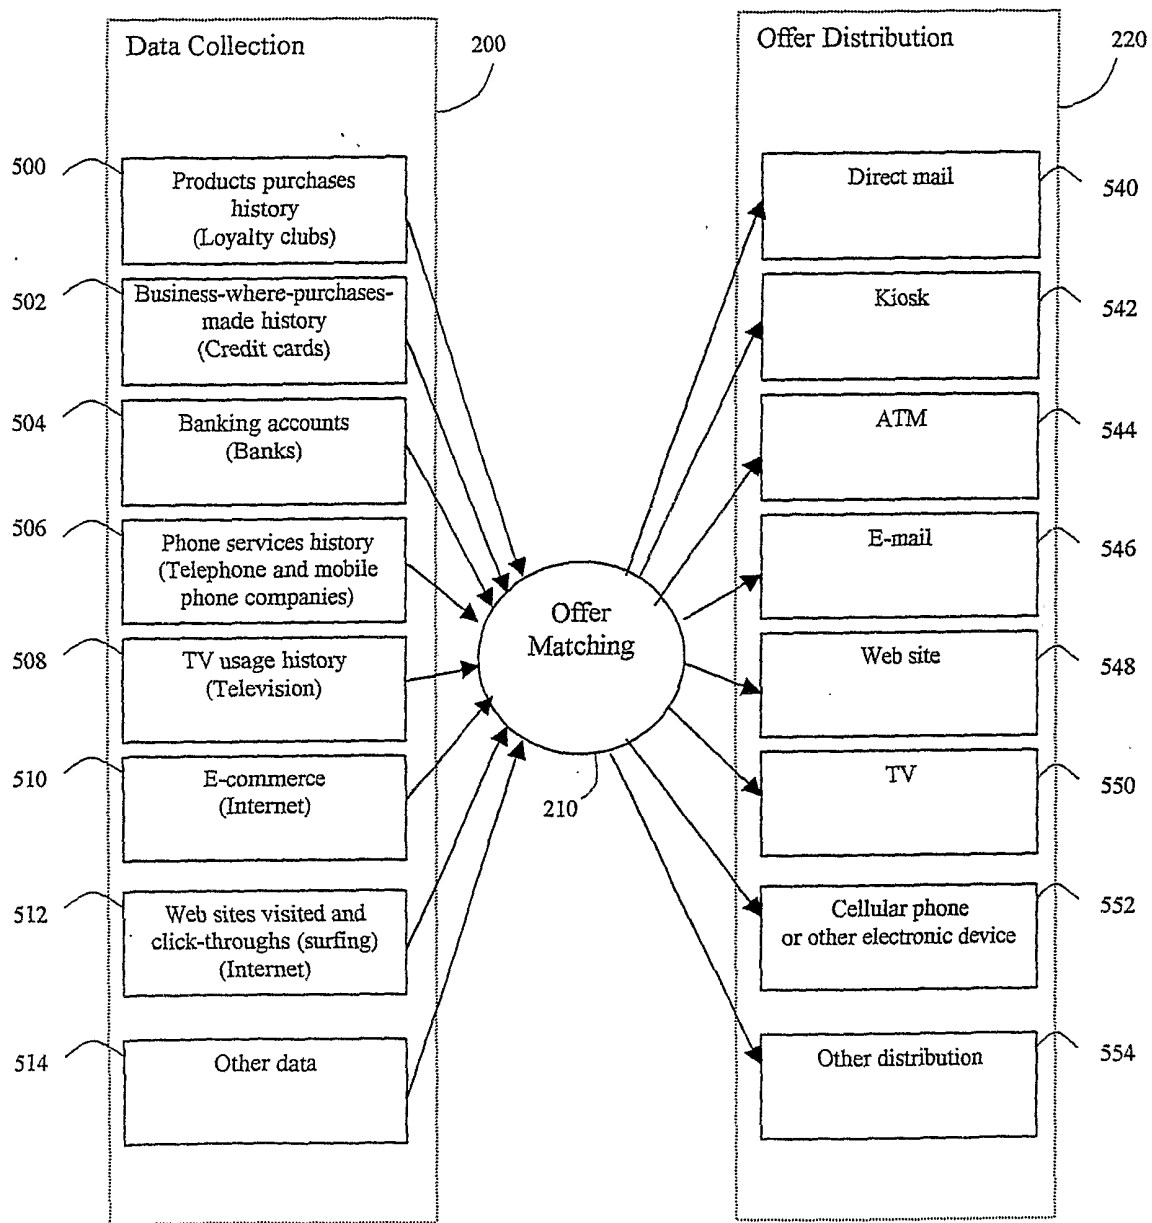 Data Collection
200
500
Products purchases
history
(Loyalty clubs)
502
Business-where-purchases-
made history
(Credit cards)
504
Banking accounts
(Banks)
506
Phone services history
(Telephone and mobile
phone companies)
508
TV usage history
(Television)
510
E-commerce
(Internet)
512
Web sites visited and
click-throughs (surfing)
(Internet)
514
Other data
Offer
Matching
210
Offer Distribution
220
Direct mail
540
Kiosk
542
ATM
544
E-mail
546
Web site
548
TV
550
Cellular phone
or other electronic device
552
Other distribution
554